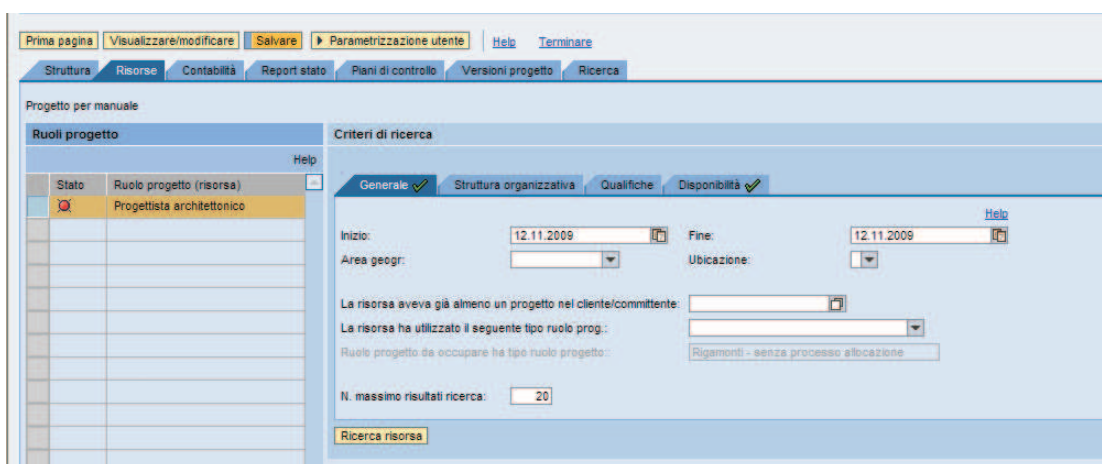 Prima pagina Visualizzare/modificare Salvare Parametrizzazione utente Help Terminare
Struttura Risorse Contabilità Report stato Piani di controllo Versioni progetto Ricerca
Progetto per manuale
Ruoli progetto
Help
Stato Ruolo progetto (risorsa)
Progettista architettonico
Criteri di ricerca
Generale Struttura organizzativa Qualifiche Disponibilità
Help
Inizio: 12.11.2009 Fine: 12.11.2009
Area geogr: Ubicazione:
La risorsa aveva già almeno un progetto nel cliente/committente:
La risorsa ha utilizzato il seguente tipo ruolo prog.:
Ruolo progetto da occupare ha tipo ruolo progetto: Rigamonti - senza processo allocazione
N. massimo risultati ricerca: 20
Ricerca risorsa